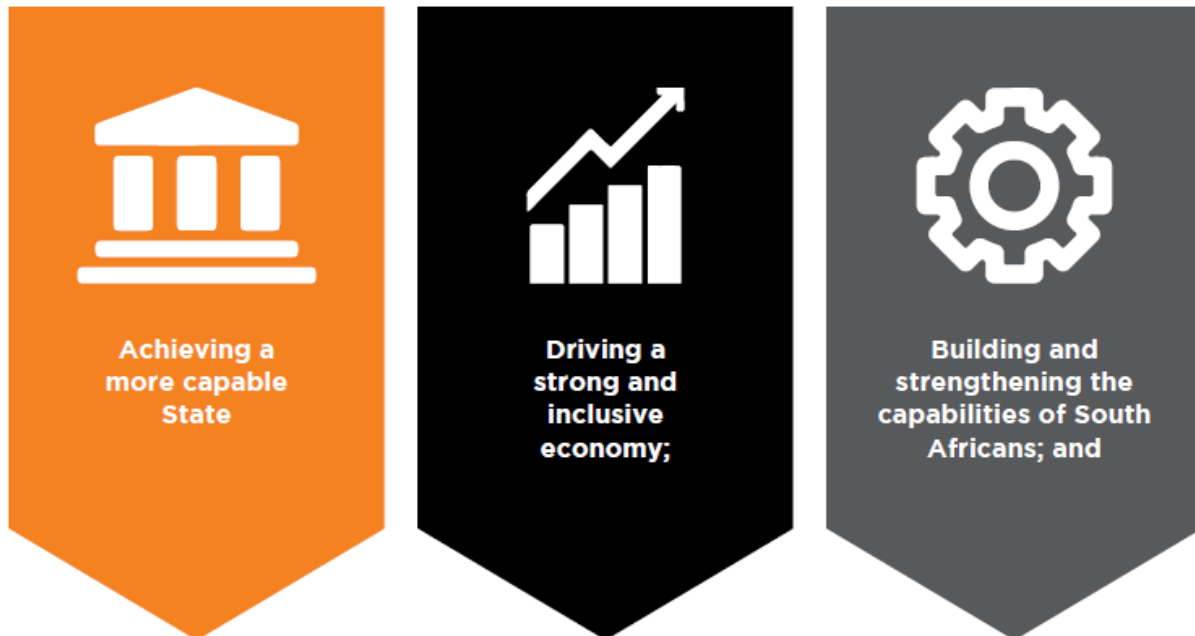 Achieving a
more capable
State
Driving a
strong and
inclusive
economy;
Building and
strengthening the
capabilities of South
Africans; and